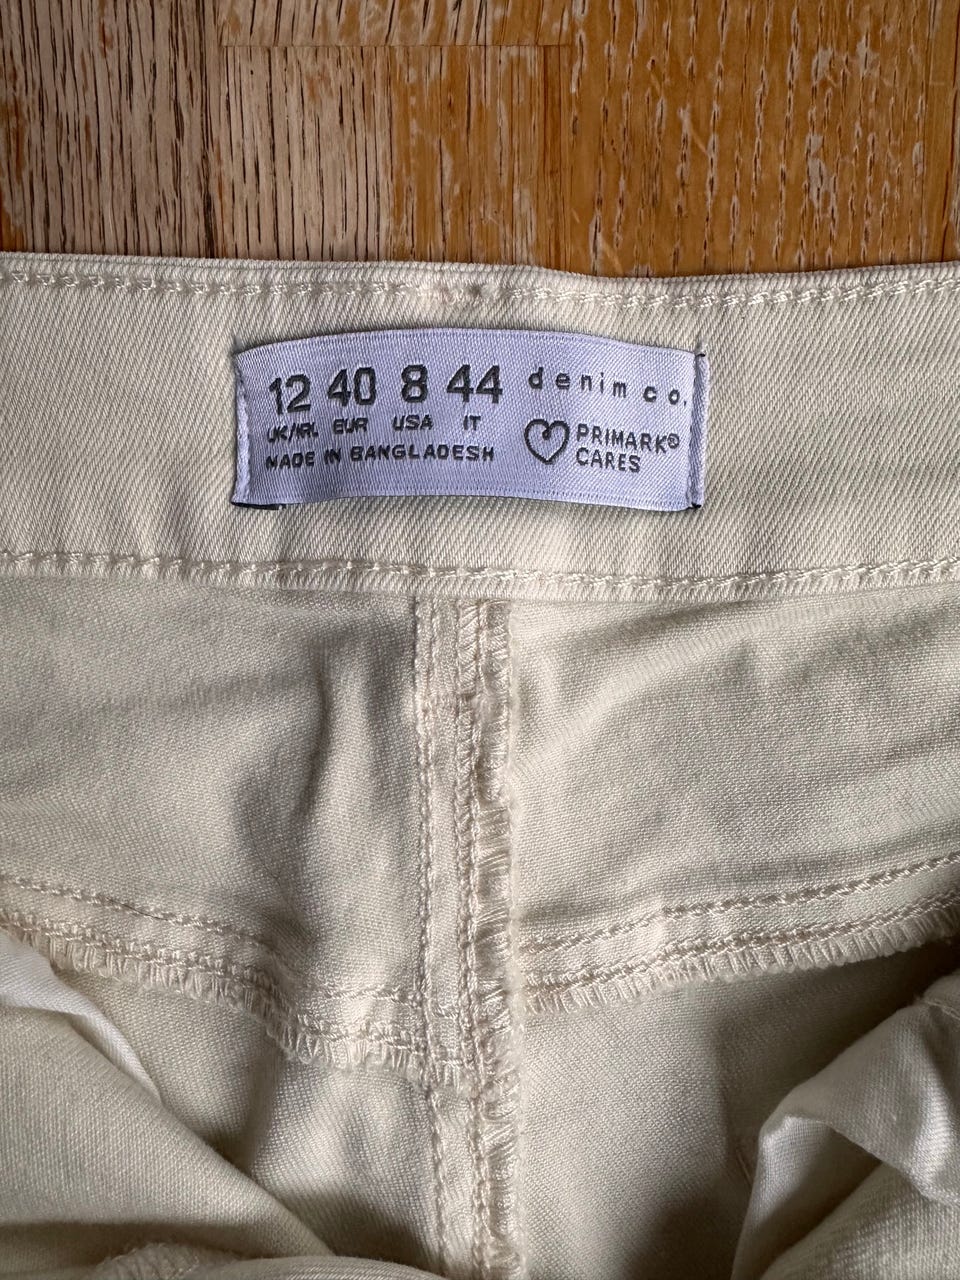 12 40 8 44 denim co.
UK/IRL EUR USA IT
MADE IN BANGLADESH
PRIMARK®
CARES